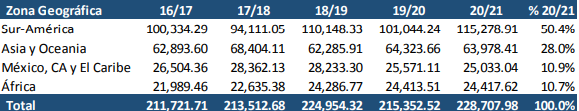 Zona Geográfica 16/17 17/18 18/19 19/20 20/21 % 20/21
Sur-América 100,334.29 94,111.05 110,148.33 101,044.24 115,278.91 50.4%
Asia y Oceania 62,893.60 68,404.11 62,285.91 64,323.66 63,978.41 28.0%
México, CA y El Caribe 26,504.36 28,362.13 28,233.30 25,571.11 25,033.04 10.9%
África 21,989.46 22,635.38 24,286.77 24,413.51 24,417.62 10.7%
Total 211,721.71 213,512.68 224,954.32 215,352.52 228,707.98 100.0%